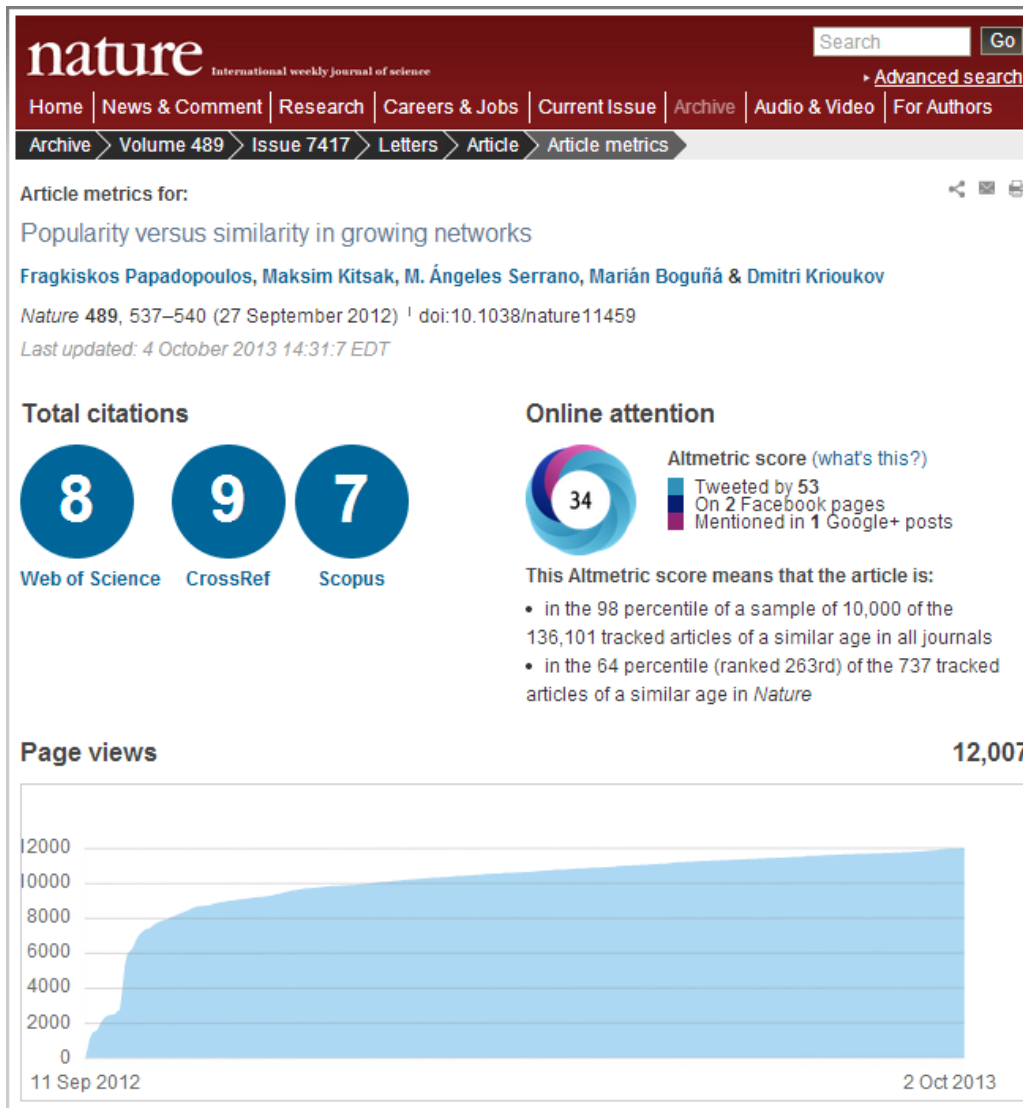 nature International weekly journal of science
Search Go
Advanced search
Home News & Comment Research Careers & Jobs Current Issue Archive Audio & Video For Authors
Archive Volume 489 Issue 7417 Letters Article Article metrics
Article metrics for:
Popularity versus similarity in growing networks
Fragkiskos Papadopoulos, Maksim Kitsak, M. Ángeles Serrano, Marián Boguñá & Dmitri Krioukov
Nature 489, 537–540 (27 September 2012) | doi:10.1038/nature11459
Last updated: 4 October 2013 14:31:7 EDT
Total citations
8 9 7
Web of Science CrossRef Scopus
Online attention
34
Altmetric score (what's this?)
Tweeted by 53
On 2 Facebook pages
Mentioned in 1 Google+ posts
This Altmetric score means that the article is:
• in the 98 percentile of a sample of 10,000 of the
136,101 tracked articles of a similar age in all journals
• in the 64 percentile (ranked 263rd) of the 737 tracked
articles of a similar age in Nature
Page views 12,007
12000
10000
8000
6000
4000
2000
0
11 Sep 2012 2 Oct 2013